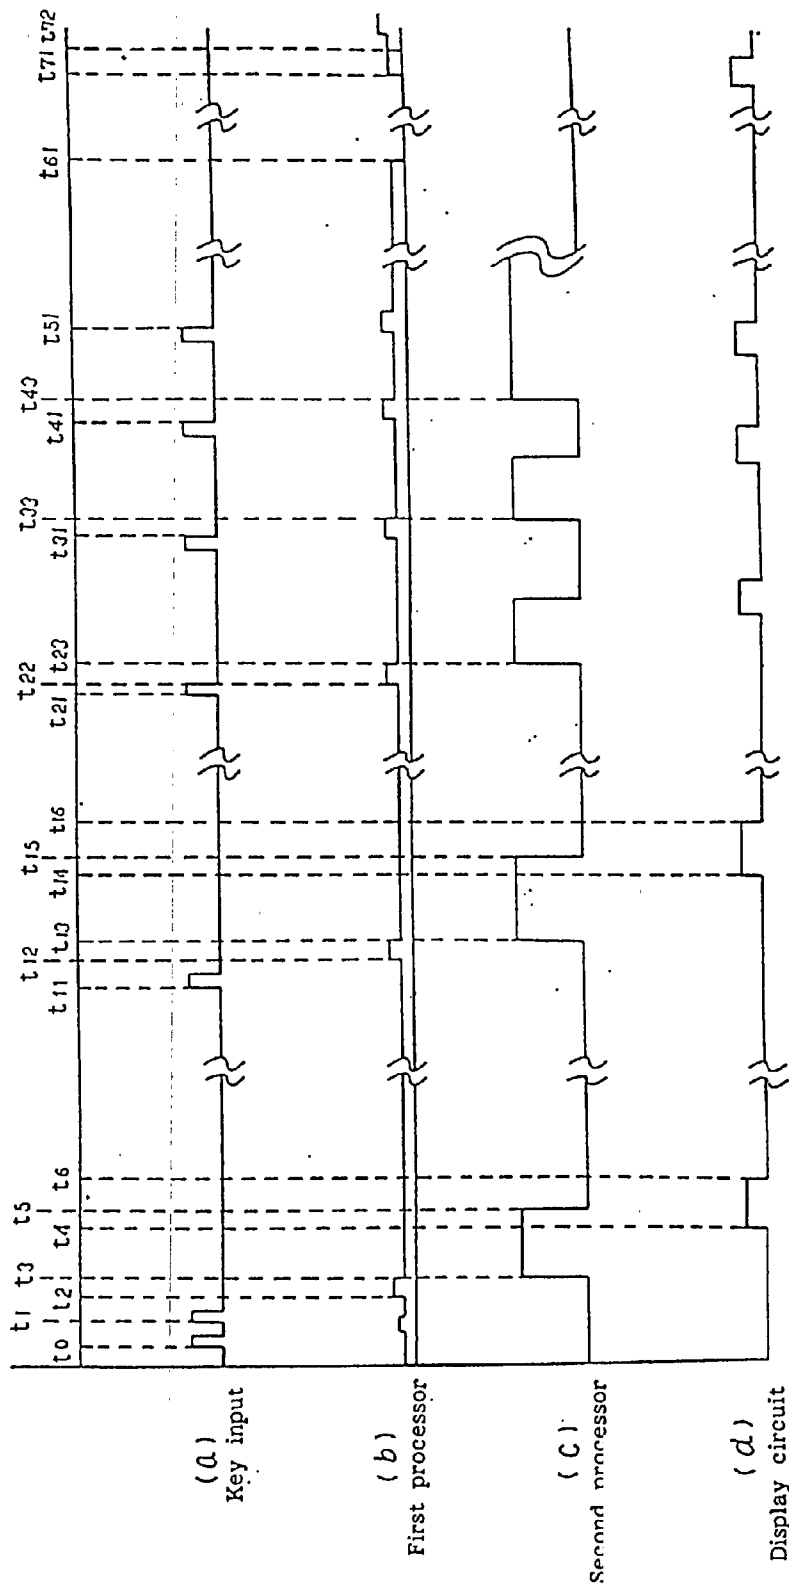 t1 t3 t5 t12 t15 t22 t33 t43
t0 t2 t4 t6 t11 t13 t14 t16 t21 t23 t31 t41 t51 t61 t71 t72
(a)
Key input
(b)
First processor
(c)
Second processor
(d)
Display circuit